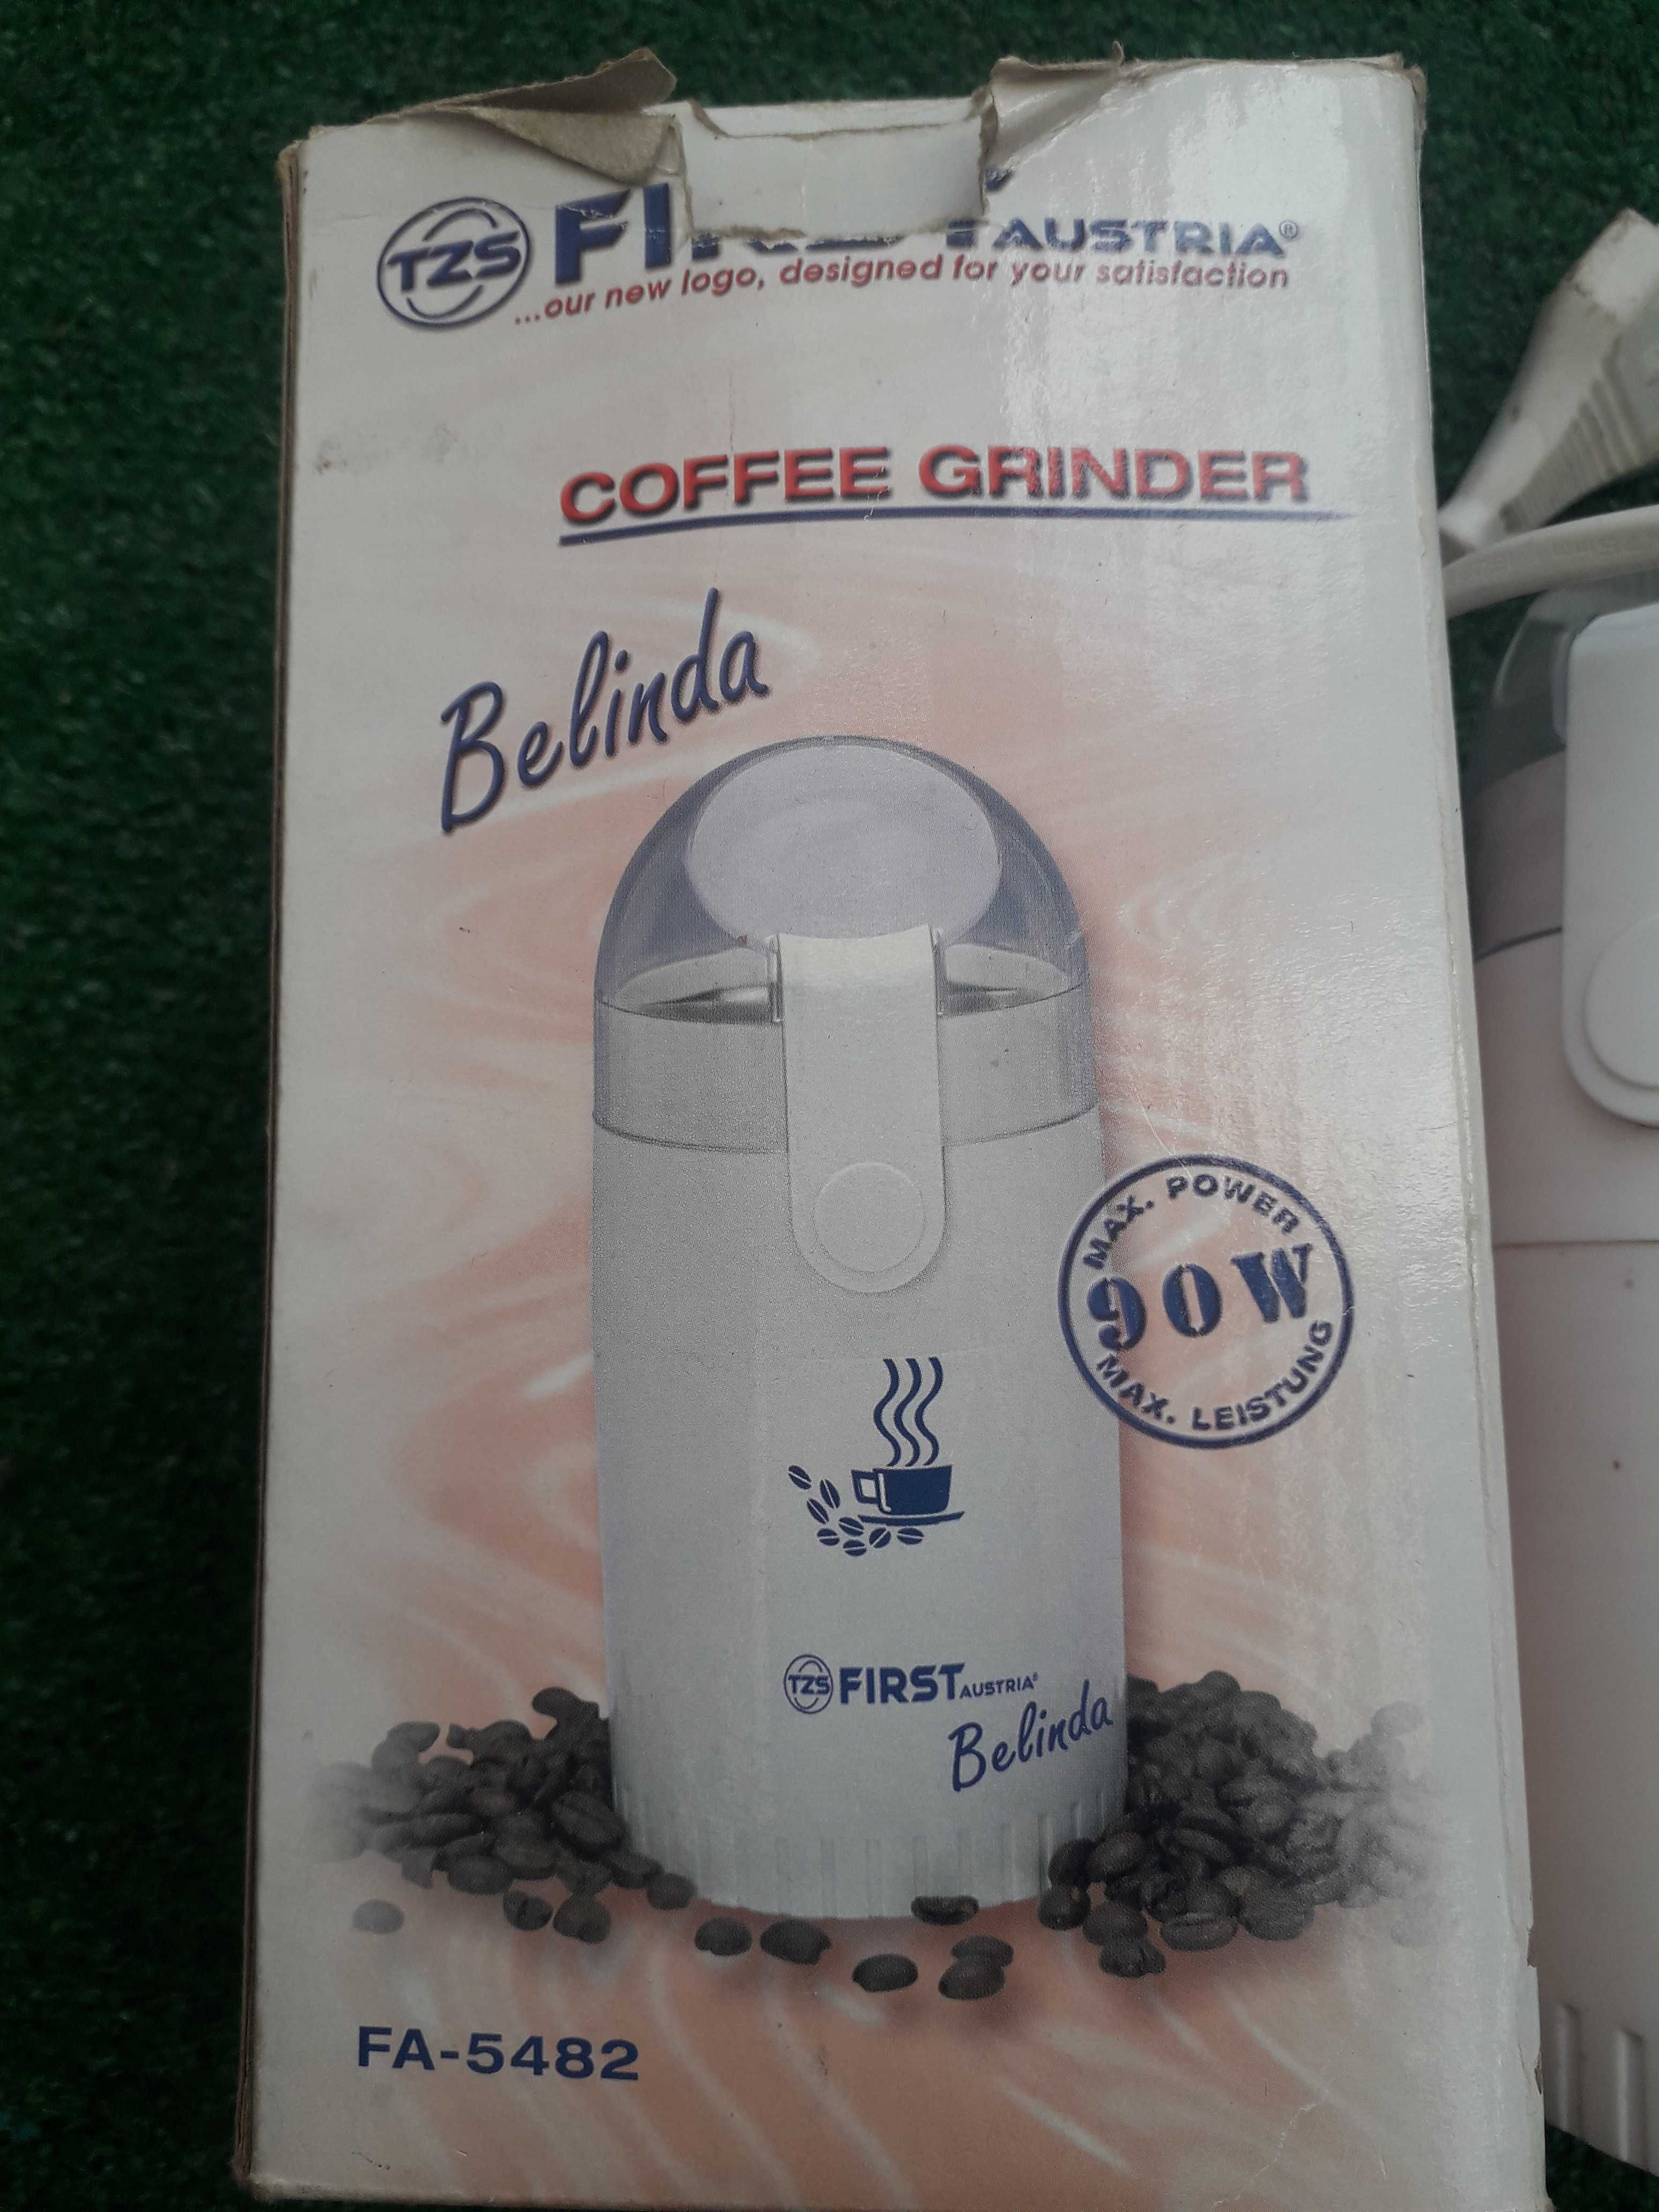 TZS FIRST AUSTRIA®
...our new logo, designed for your satisfaction
COFFEE GRINDER
Belinda
MAX. POWER
90W
MAX. LEISTUNG
TZS FIRST AUSTRIA®
Belinda
FA-5482